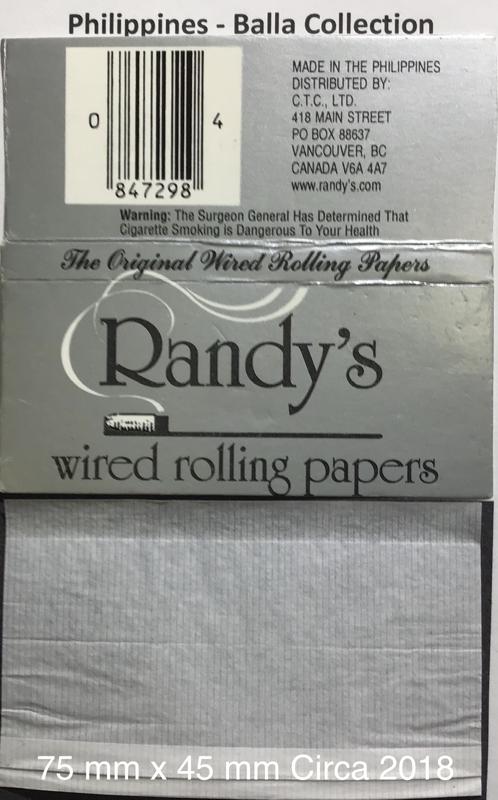 Philippines - Balla Collection
0 847298 4
MADE IN THE PHILIPPINES
DISTRIBUTED BY:
C.T.C., LTD.
418 MAIN STREET
PO BOX 88637
VANCOUVER, BC
CANADA V6A 4A7
www.randy's.com
Warning: The Surgeon General Has Determined That
Cigarette Smoking is Dangerous To Your Health
The Original Wired Rolling Papers
Randy's
wired rolling papers
75 mm x 45 mm Circa 2018